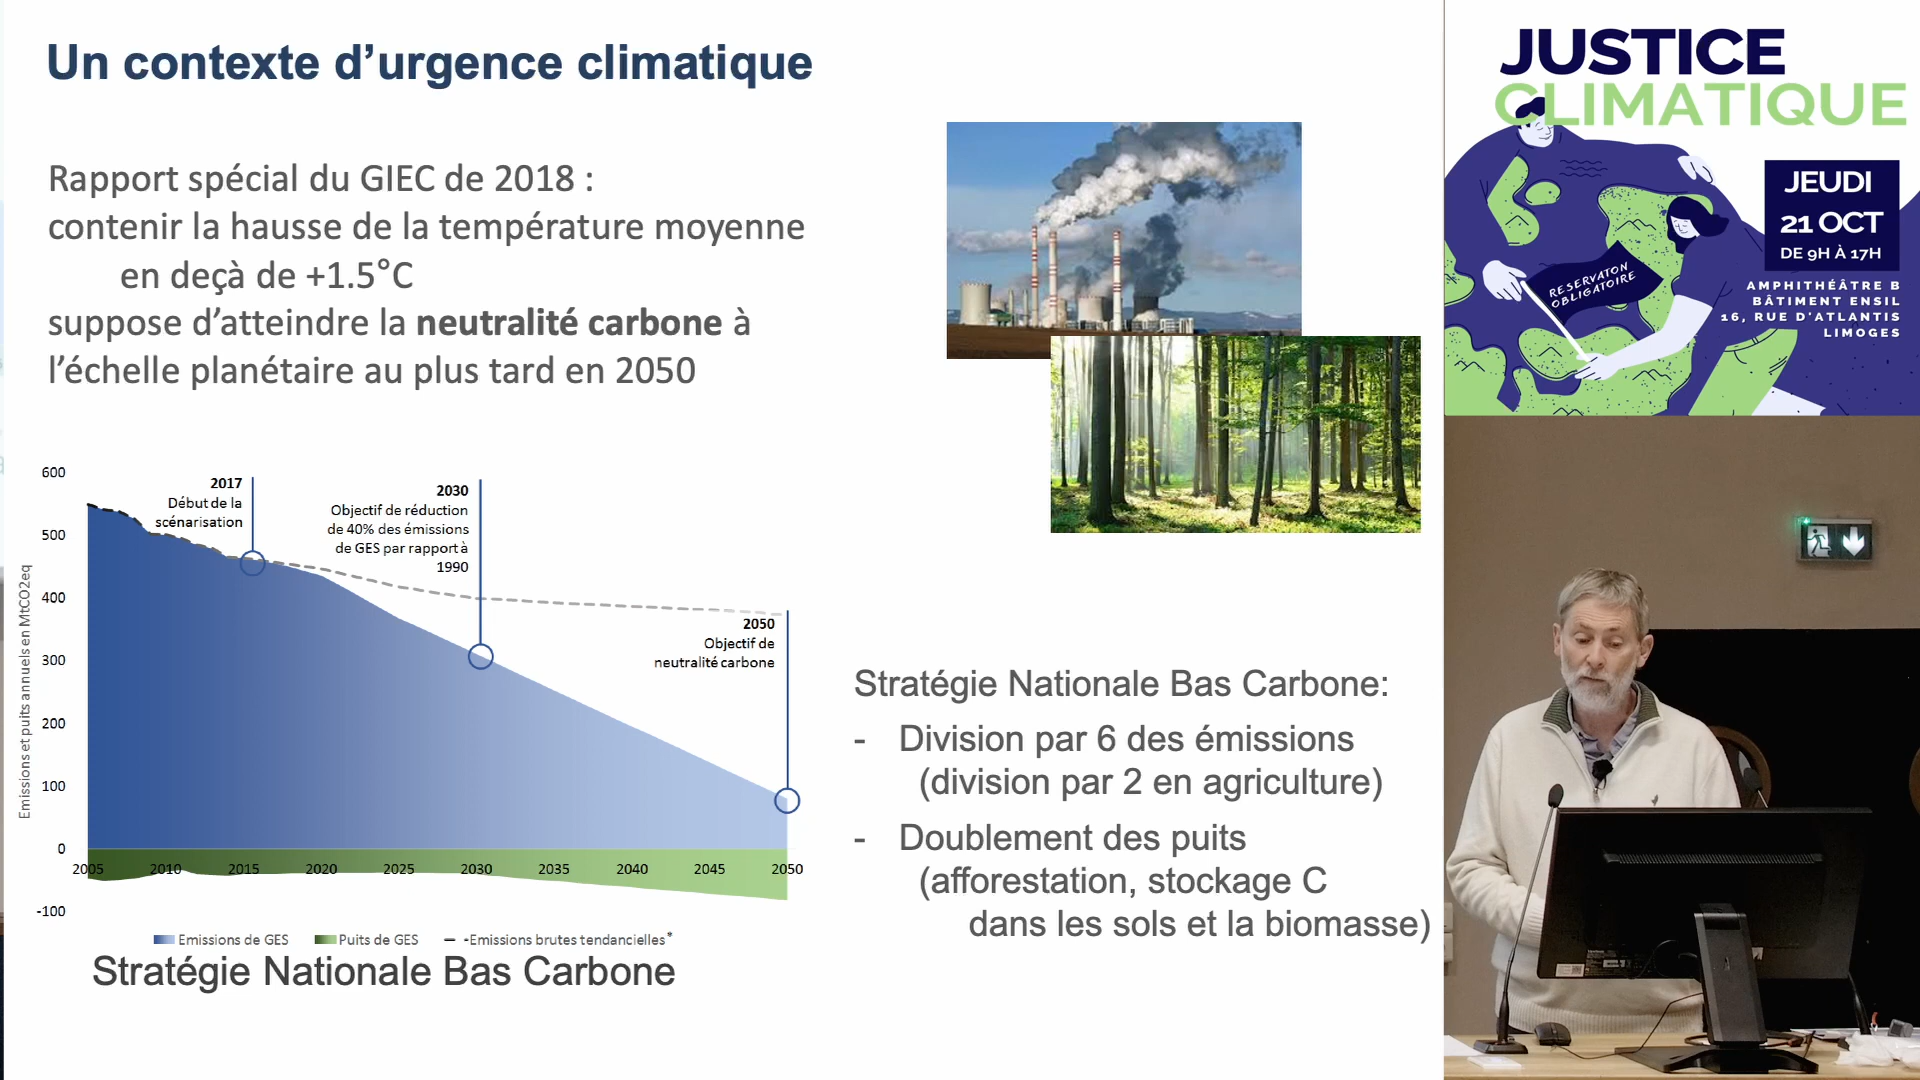 Un contexte d’urgence climatique
Rapport spécial du GIEC de 2018 :
contenir la hausse de la température moyenne
en deçà de +1.5°C
suppose d’atteindre la neutralité carbone à
l’échelle planétaire au plus tard en 2050
Emissions et puits annuels en MtCO2eq
600
500
400
300
200
100
0
-100
2017
Début de la
scénarisation
2030
Objectif de réduction
de 40% des émissions
de GES par rapport à
1990
2050
Objectif de
neutralité carbone
2005 2010 2015 2020 2025 2030 2035 2040 2045 2050
Emissions de GES Puits de GES Emissions brutes tendancielles*
Stratégie Nationale Bas Carbone
Stratégie Nationale Bas Carbone:
- Division par 6 des émissions
(division par 2 en agriculture)
- Doublement des puits
(afforestation, stockage C
dans les sols et la biomasse)
JUSTICE
CLIMATIQUE
JEUDI
21 OCT
DE 9H À 17H
RESERVATON
OBLIGATOIRE
AMPHITHÉÂTRE B
BÂTIMENT ENSIL
16, RUE D'ATLANTIS
LIMOGES